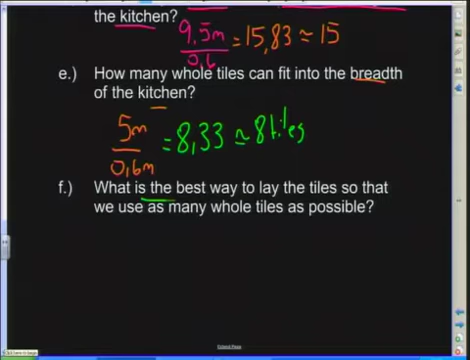 the kitchen?
9,5m
0,6
= 15,83 ≈ 15
e.) How many whole tiles can fit into the breadth
of the kitchen?
5m
0,6m
= 8,33 ≈ 8 tiles
f.) What is the best way to lay the tiles so that
we use as many whole tiles as possible?